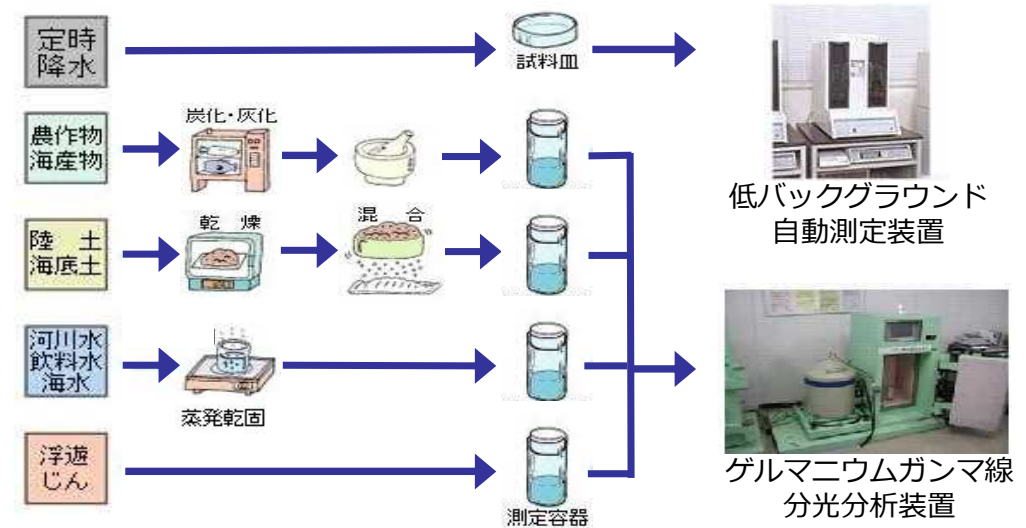 定時
降水
試料皿
低バックグラウンド
自動測定装置
農作物
海産物
炭化・灰化
陸 土
海底土
乾 燥
混 合
河川水
飲料水
海水
蒸発乾固
浮遊
じん
測定容器
ゲルマニウムガンマ線
分光分析装置